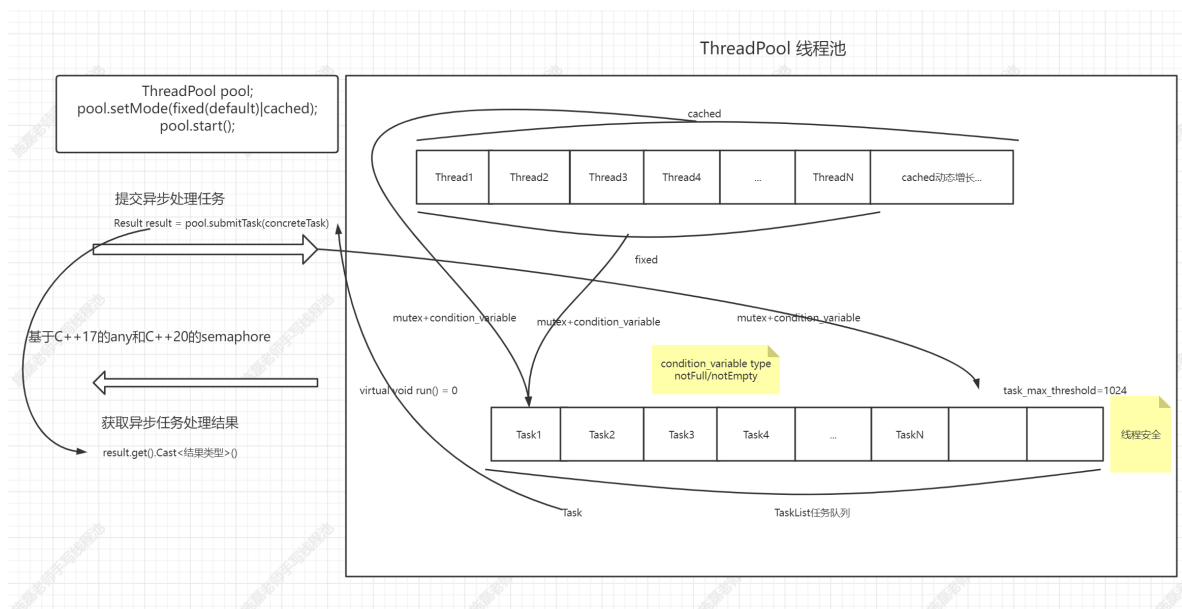 ThreadPool 线程池
ThreadPool pool;
pool.setMode(fixed(default)|cached);
pool.start();
cached
Thread1
Thread2
Thread3
Thread4
...
ThreadN
cached动态增长...
fixed
提交异步处理任务
Result result = pool.submitTask(concreteTask)
mutex+condition_variable
mutex+condition_variable
mutex+condition_variable
基于C++17的any和C++20的semaphore
condition_variable type
notFull/notEmpty
virtual void run() = 0
task_max_threshold=1024
获取异步任务处理结果
result.get().Cast<结果类型>()
Task1
Task2
Task3
Task4
...
TaskN
线程安全
Task
TaskList任务队列